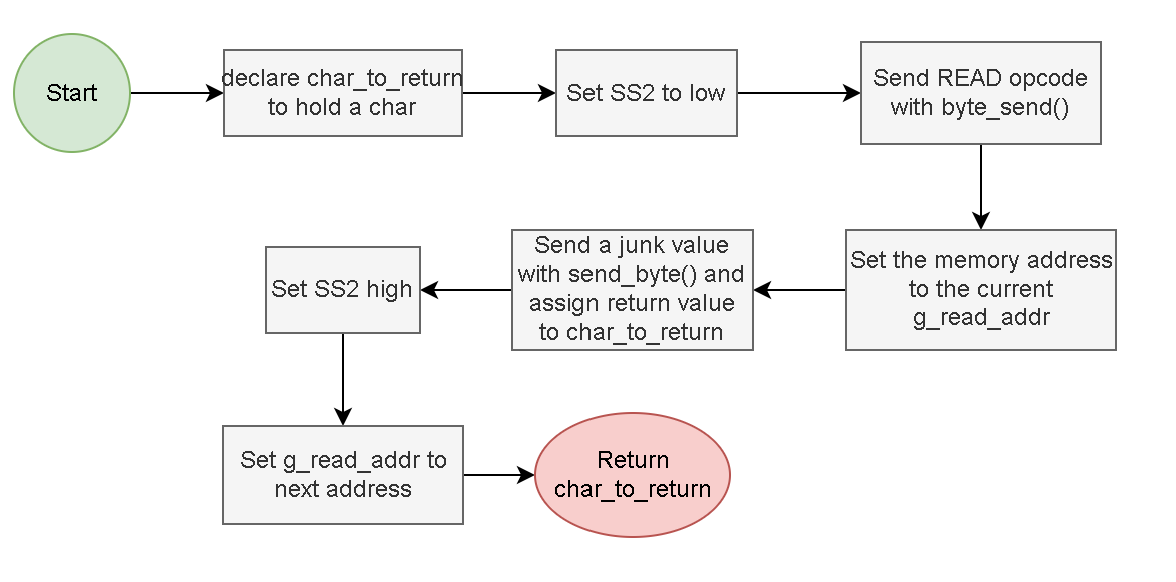 Start
declare char_to_return
to hold a char
Set SS2 to low
Send READ opcode
with byte_send()
Set the memory address
to the current
g_read_addr
Send a junk value
with send_byte() and
assign return value
to char_to_return
Set SS2 high
Set g_read_addr to
next address
Return
char_to_return